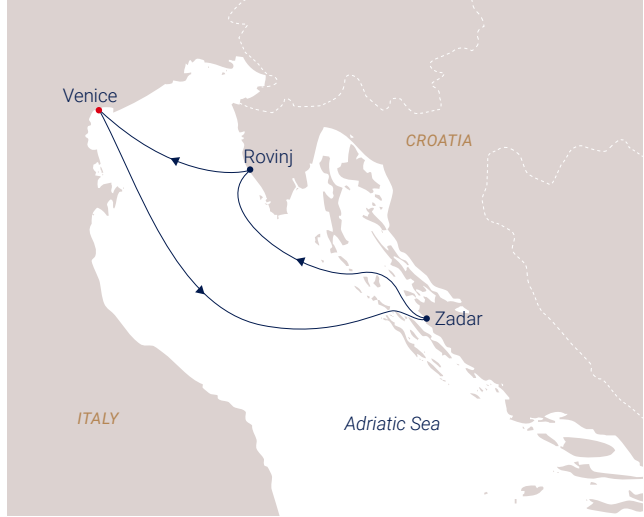 Venice
CROATIA
Rovinj
Zadar
ITALY
Adriatic Sea